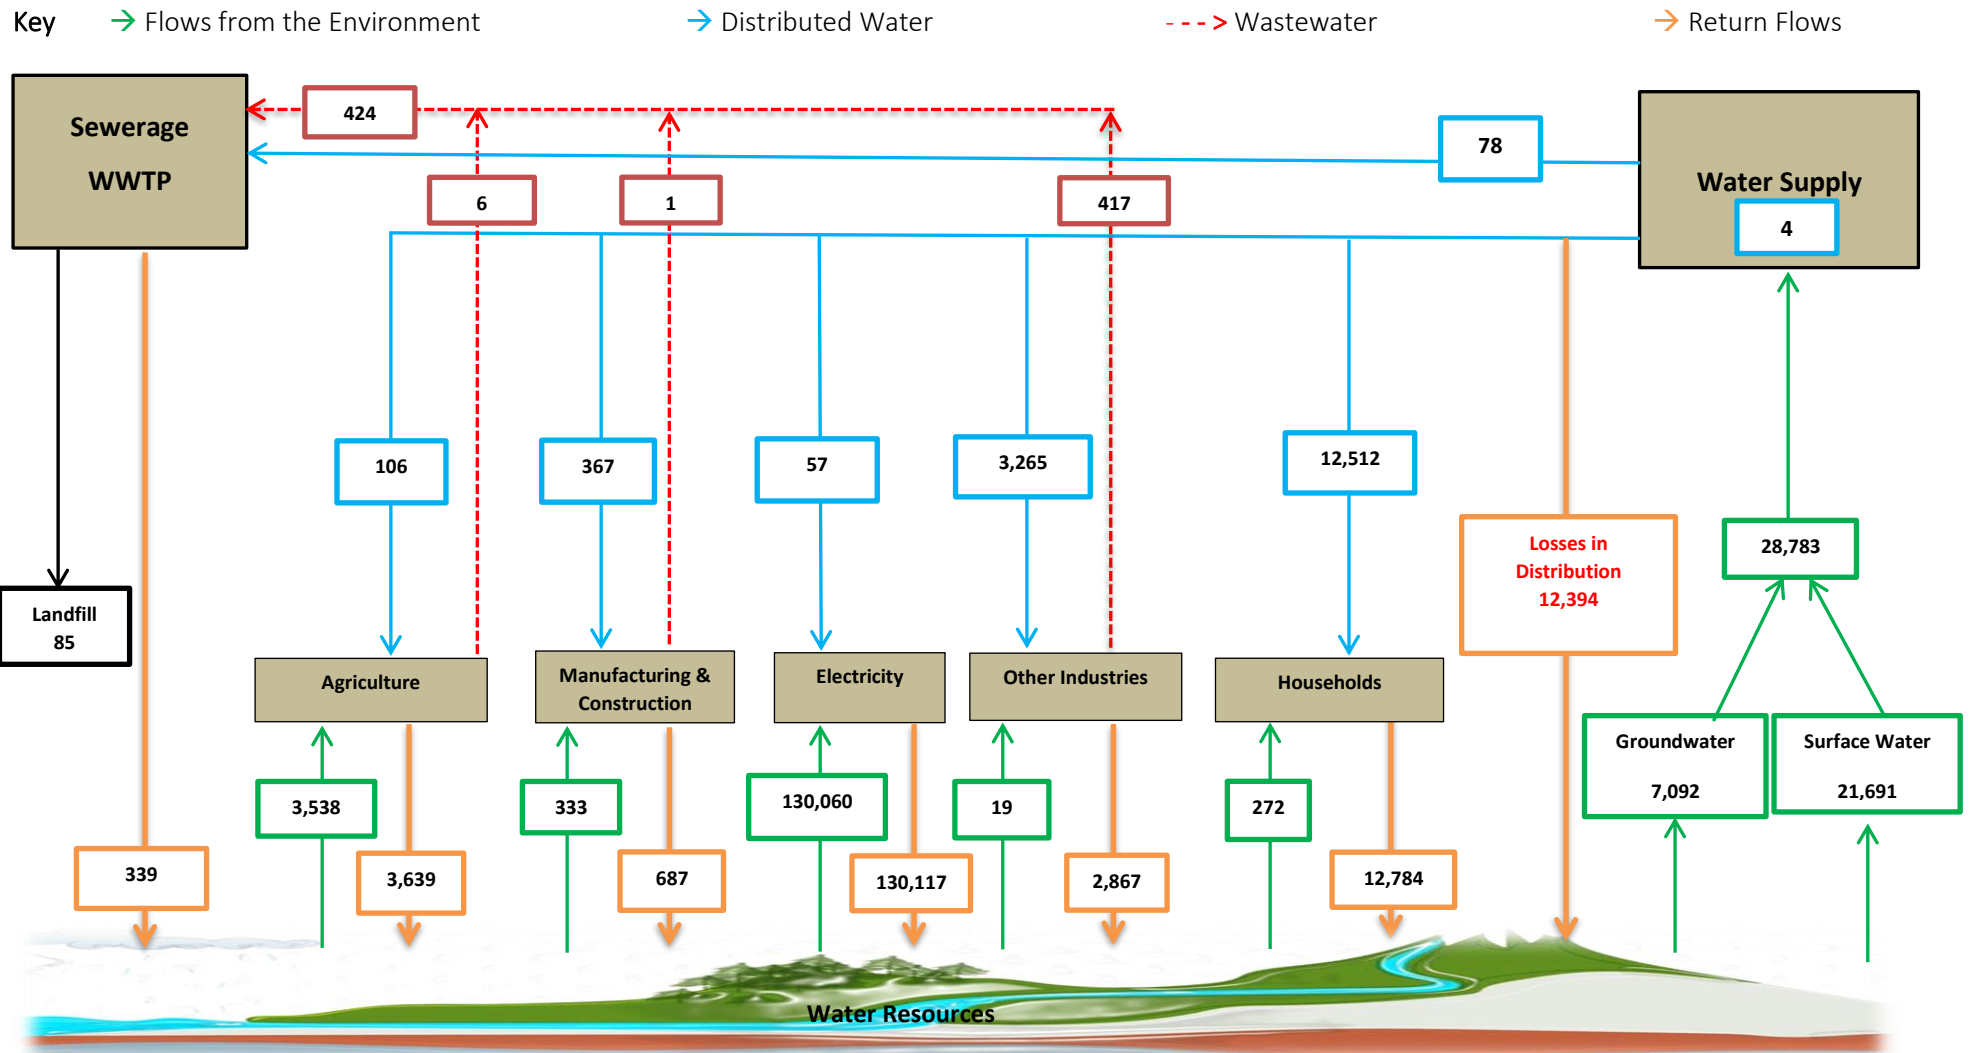 Key
Flows from the Environment
Distributed Water
Wastewater
Return Flows
Sewerage
WWTP
424
78
Water Supply
4
6
1
417
106
367
57
3,265
12,512
Losses in
Distribution
12,394
28,783
Landfill
85
Agriculture
Manufacturing &
Construction
Electricity
Other Industries
Households
Groundwater
7,092
Surface Water
21,691
3,538
333
130,060
19
272
339
3,639
687
130,117
2,867
12,784
Water Resources